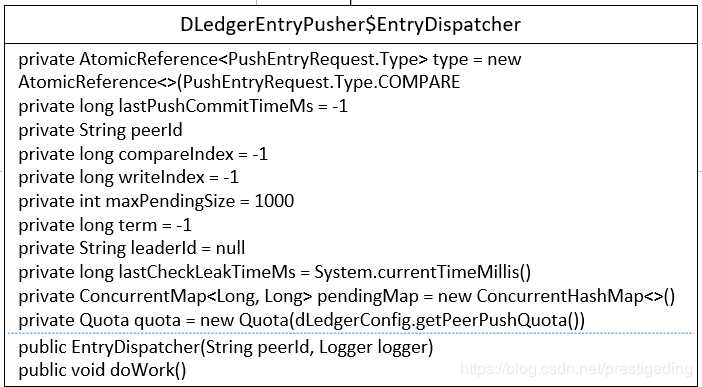 DLedgerEntryPusher$EntryDispatcher
private AtomicReference<PushEntryRequest.Type> type = new
AtomicReference<>(PushEntryRequest.Type.COMPARE
private long lastPushCommitTimeMs = -1
private String peerId
private long compareIndex = -1
private long writeIndex = -1
private int maxPendingSize = 1000
private long term = -1
private String leaderId = null
private long lastCheckLeakTimeMs = System.currentTimeMillis()
private ConcurrentMap<Long, Long> pendingMap = new ConcurrentHashMap<>()
private Quota quota = new Quota(dLedgerConfig.getPeerPushQuota())
public EntryDispatcher(String peerId, Logger logger)
public void doWork()
https://blog.csdn.net/prestigeding